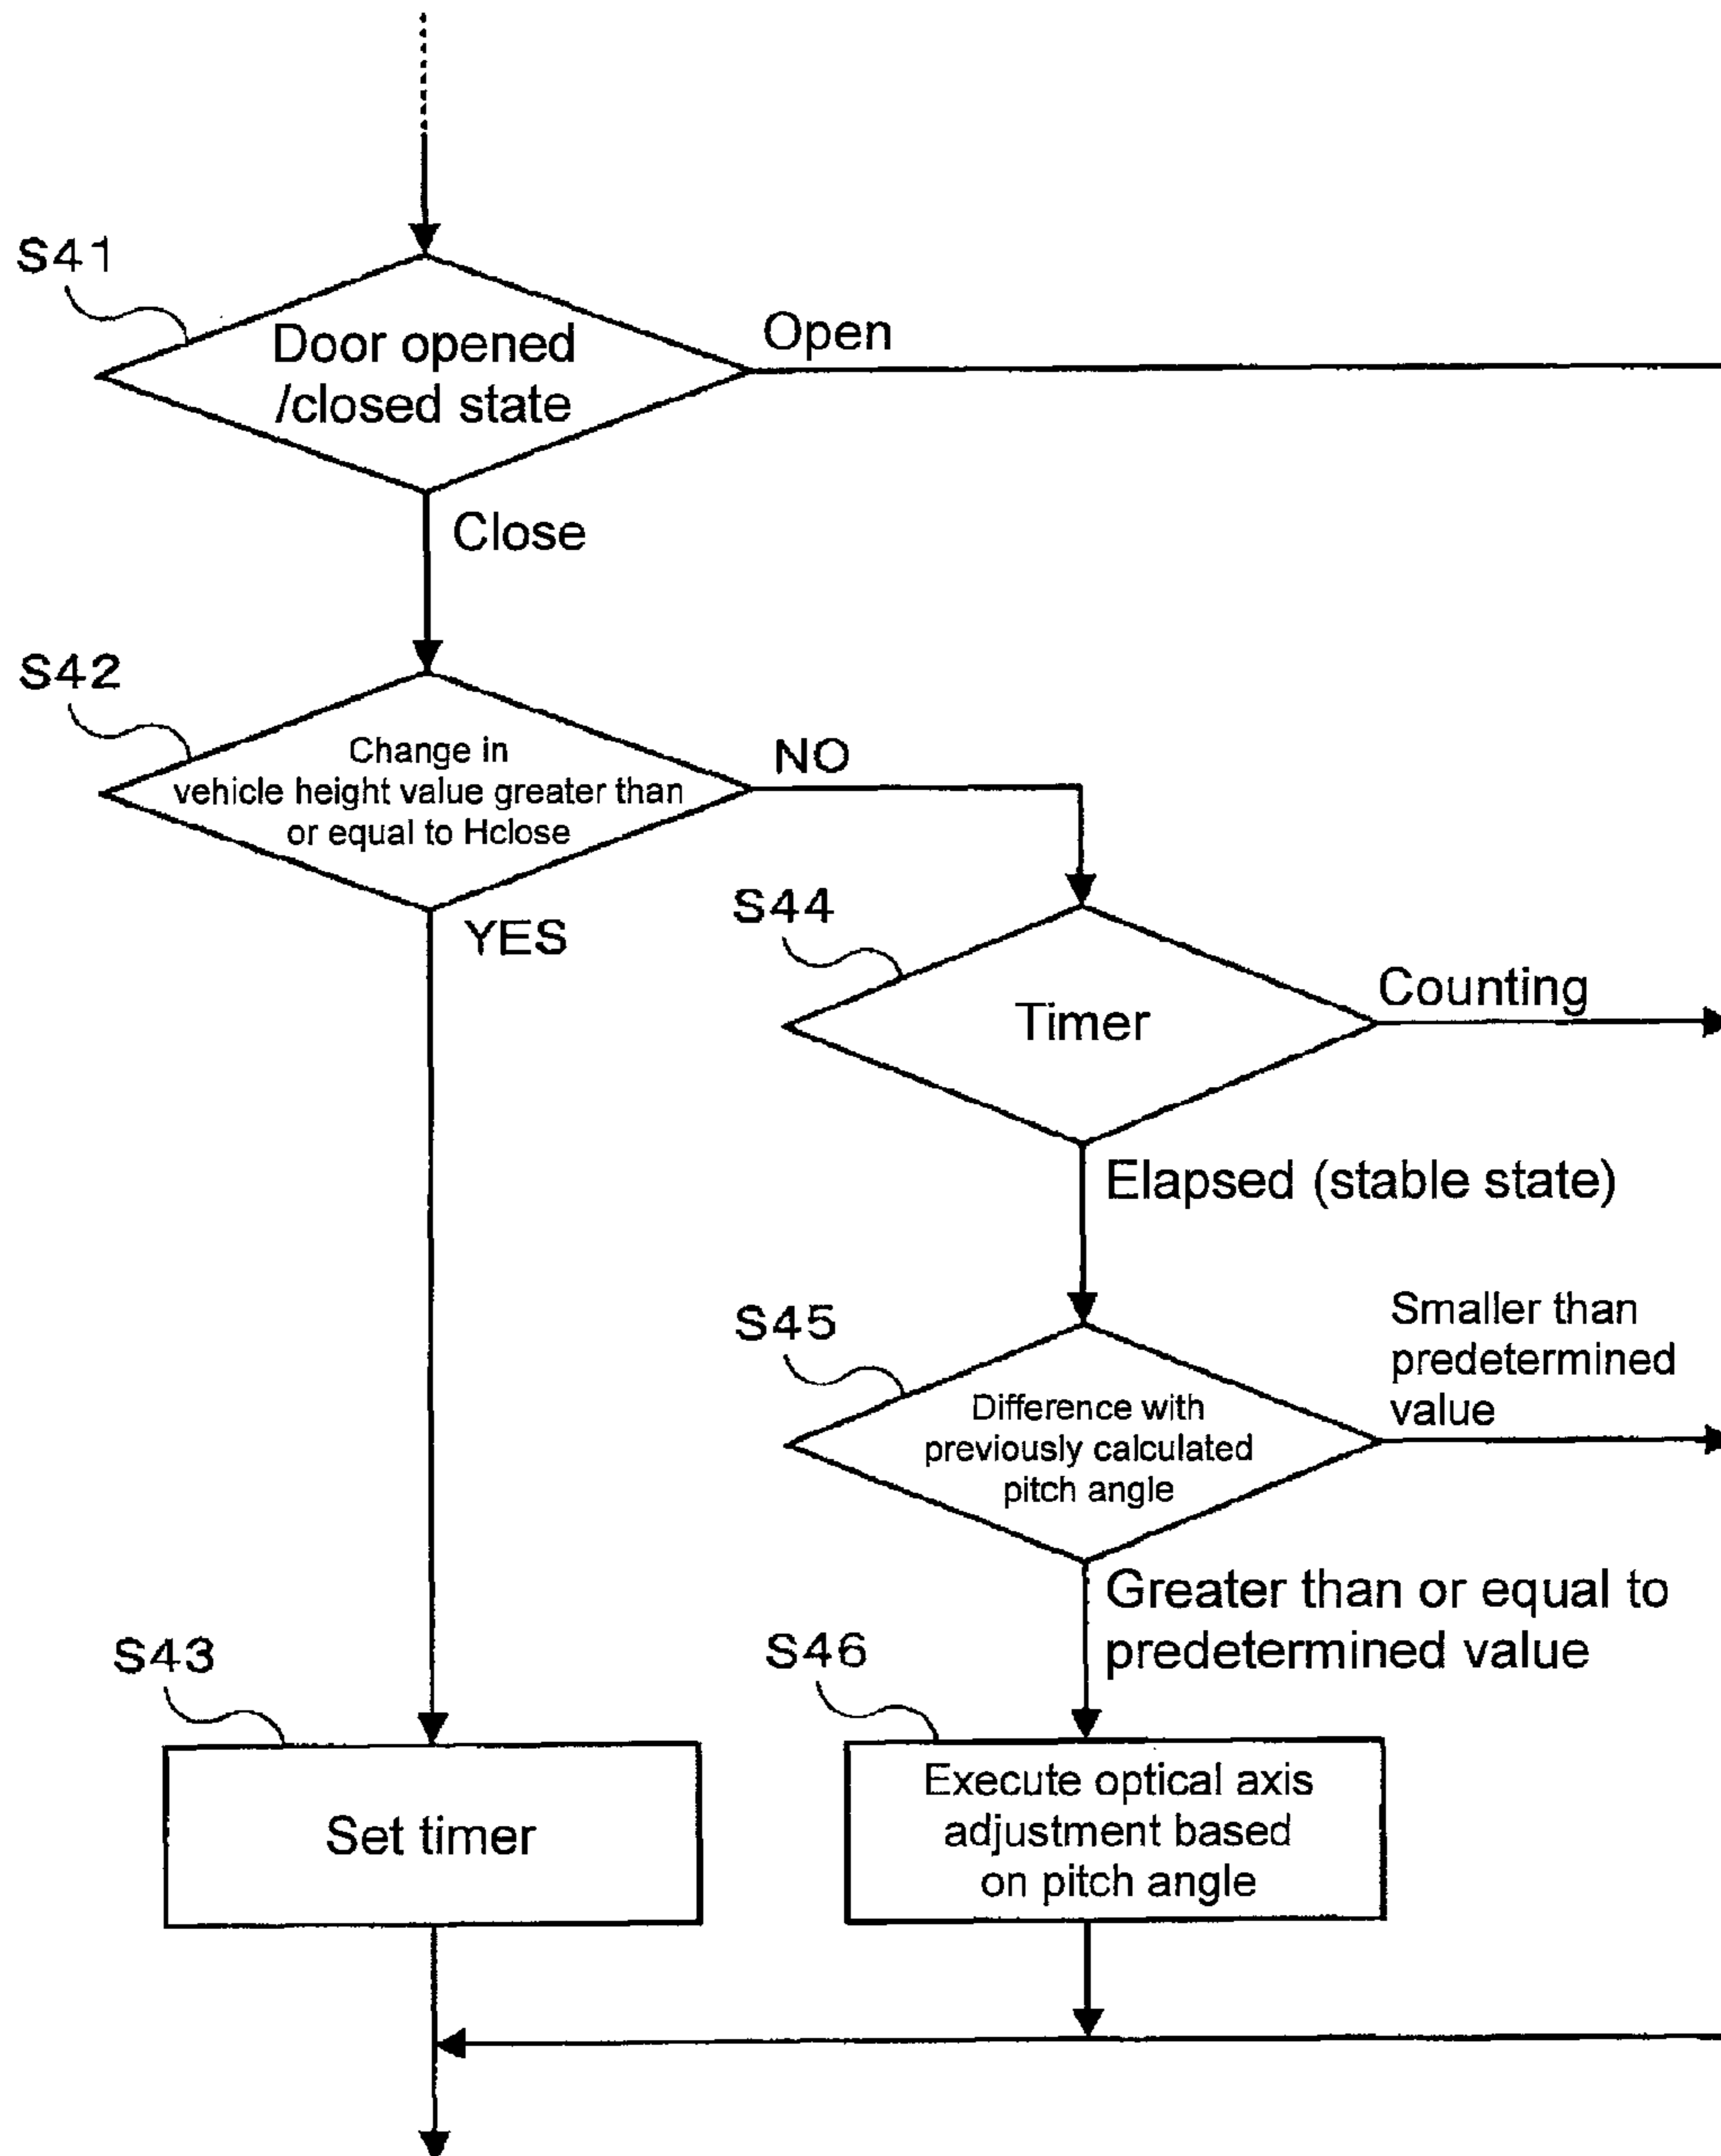 S41
Door opened
/closed state
Open
Close
S42
Change in
vehicle height value greater than
or equal to Hclose
NO
YES
S44
Timer
Counting
Elapsed (stable state)
S45
Difference with
previously calculated
pitch angle
Smaller than
predetermined
value
Greater than or equal to
predetermined value
S43
Set timer
S46
Execute optical axis
adjustment based
on pitch angle